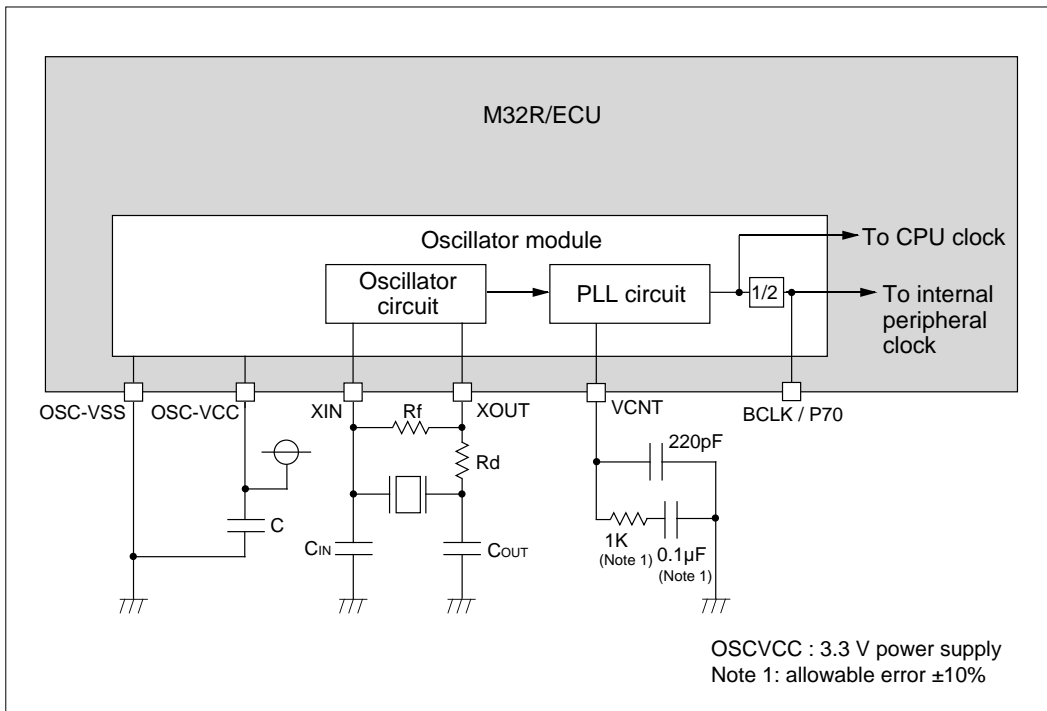 M32R/ECU
Oscillator module
To CPU clock
Oscillator
circuit
PLL circuit
1/2
To internal
peripheral
clock
OSC-VSS
OSC-VCC
XIN
Rf
XOUT
VCNT
BCLK / P70
Rd
220pF
C
CIN
COUT
1K
(Note 1)
0.1µF
(Note 1)
OSCVCC : 3.3 V power supply
Note 1: allowable error ±10%